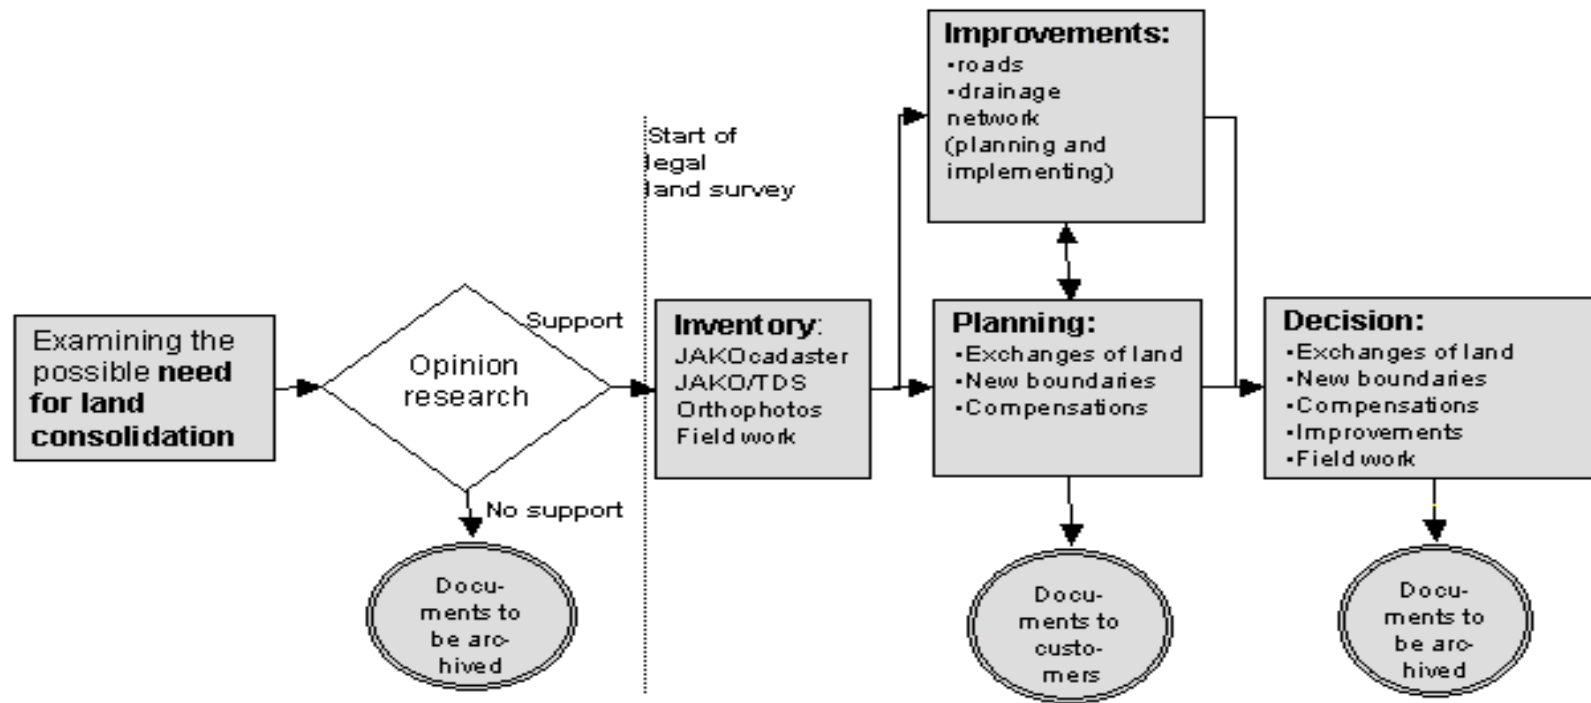 Examining the
possible need
for land
consolidation
Opinion
research
Support
No support
Docu-
ments to
be arc-
hived
Start of
legal
land survey
Inventory:
JAKOcadaster
JAKO/TDS
Orthophotos
Field work
Improvements:
•roads
•drainage
network
(planning and
implementing)
Planning:
•Exchanges of land
•New boundaries
•Compensations
Docu-
ments to
custo-
mers
Decision:
•Exchanges of land
•New boundaries
•Compensations
•Improvements
•Field work
Docu-
ments to
be arc-
hived